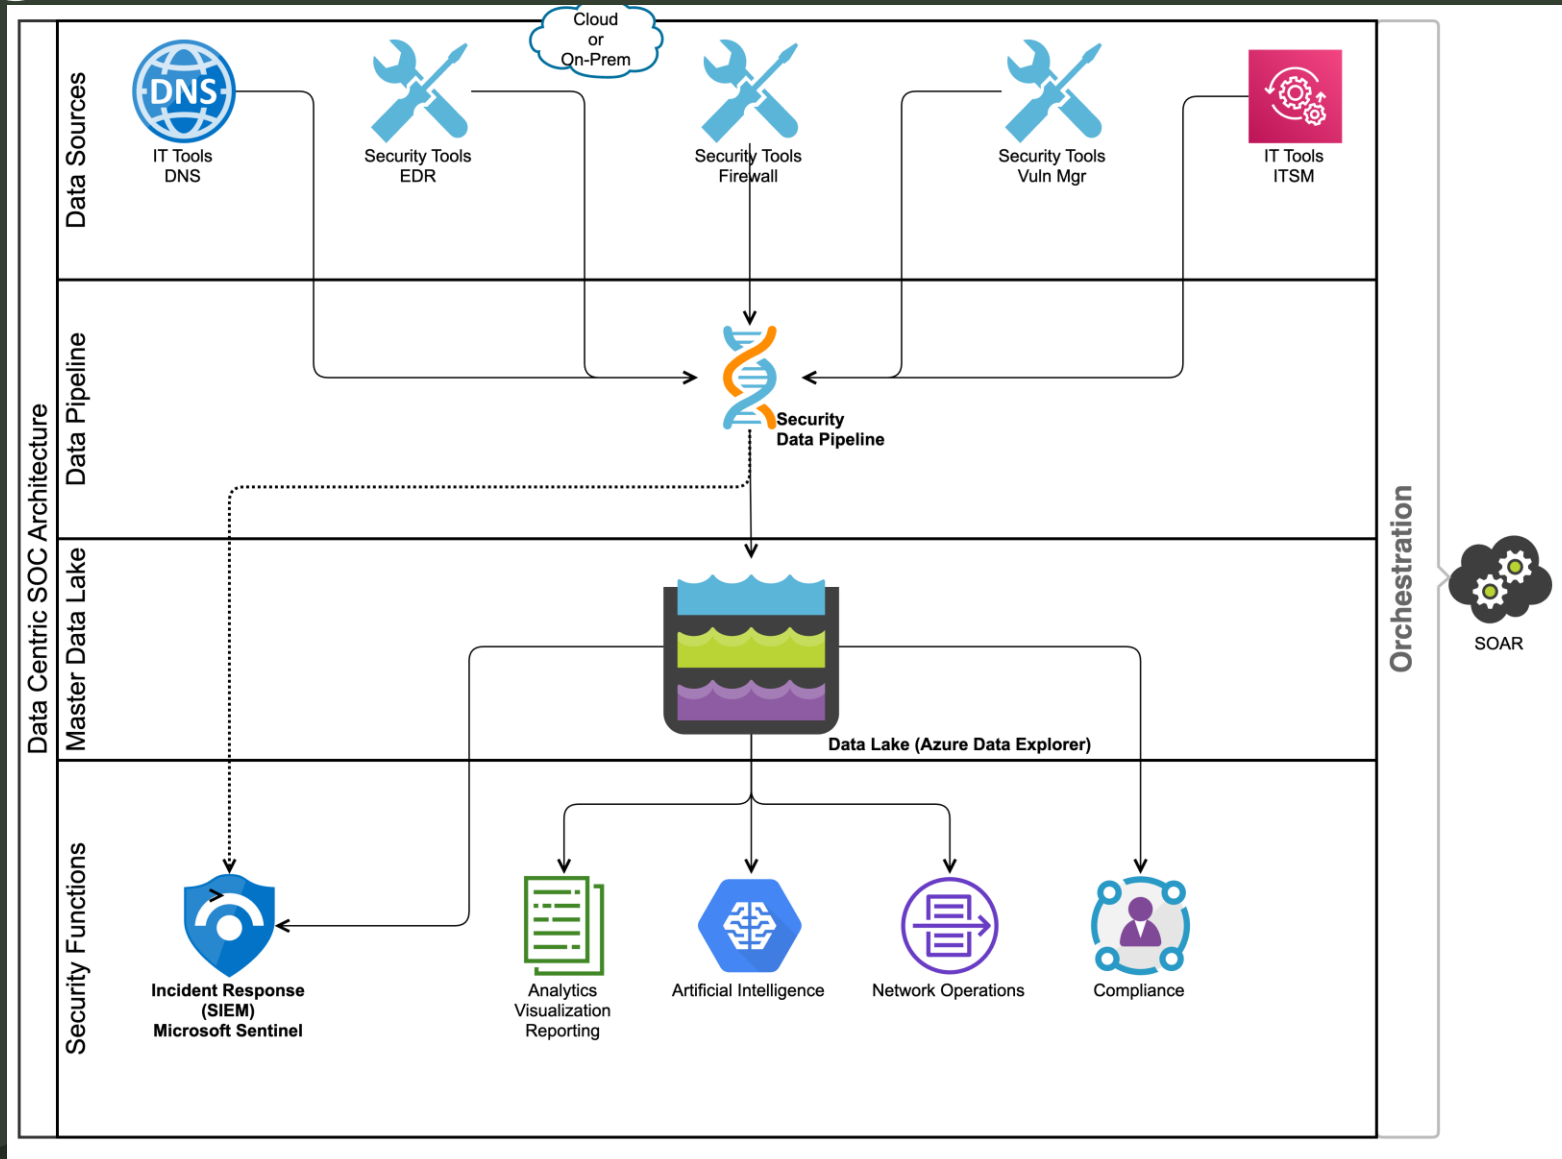 Cloud
or
On-Prem
DNS
IT Tools
DNS
Security Tools
EDR
Security Tools
Firewall
Security Tools
Vuln Mgr
IT Tools
ITSM
Data Sources
Data Pipeline
Security
Data Pipeline
Data Centric SOC Architecture
Master Data Lake
Data Lake (Azure Data Explorer)
Orchestration
SOAR
Security Functions
Incident Response
(SIEM)
Microsoft Sentinel
Analytics
Visualization
Reporting
Artificial Intelligence
Network Operations
Compliance